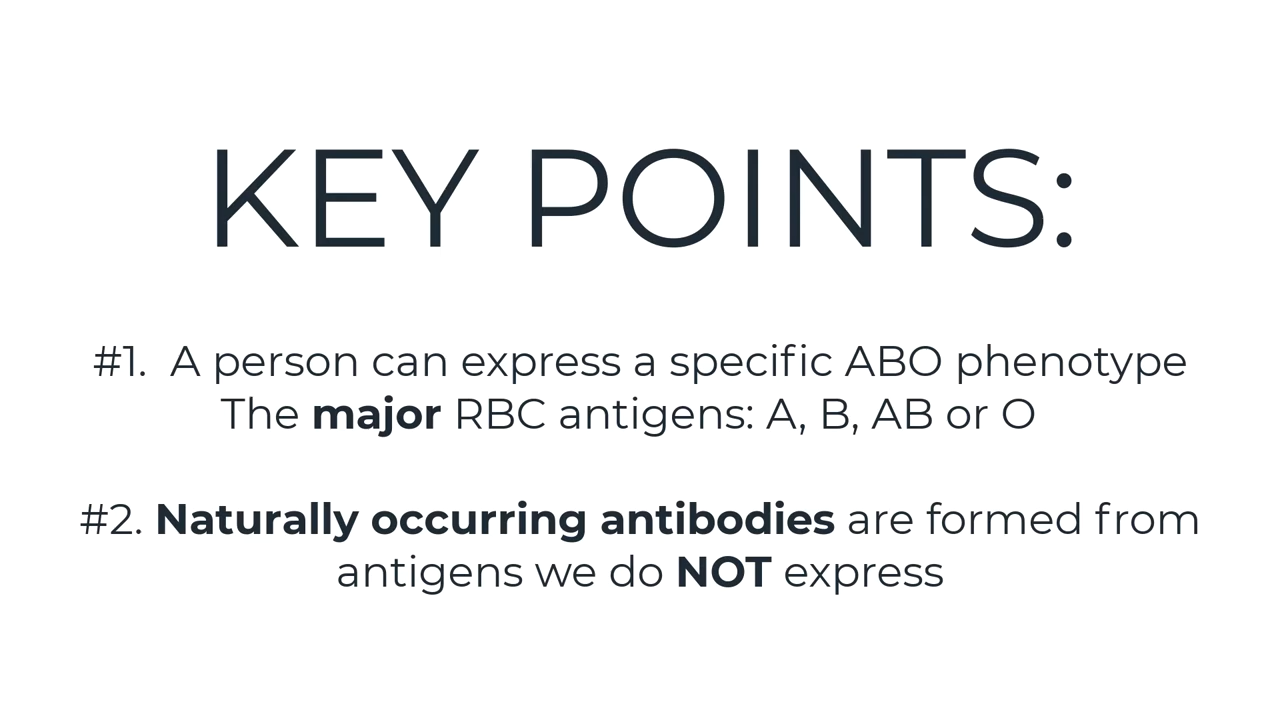 KEY POINTS:
#1. A person can express a specific ABO phenotype
The major RBC antigens: A, B, AB or O
#2. Naturally occurring antibodies are formed from
antigens we do NOT express